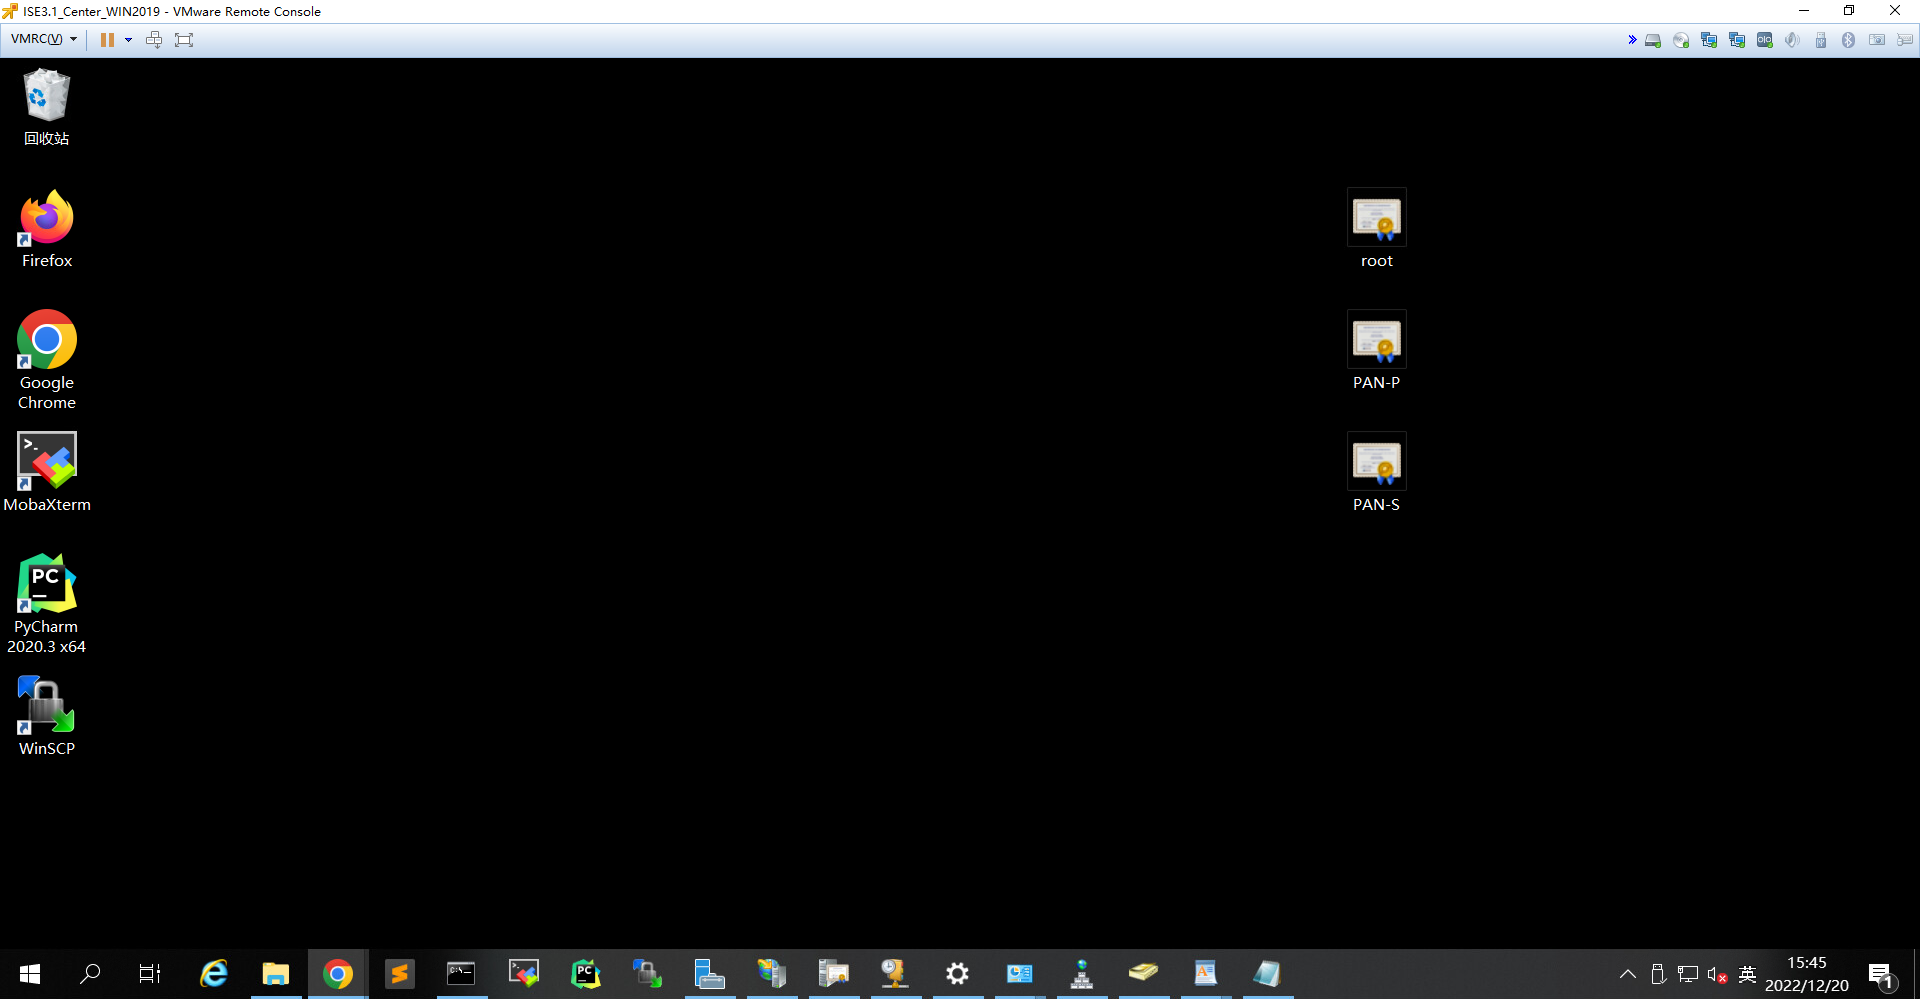 ISE3.1_Center_WIN2019 - VMware Remote Console
VMRC(V)
回收站
Firefox
Google
Chrome
MobaXterm
PyCharm
2020.3 x64
WinSCP
root
PAN-P
PAN-S
英
15:45
2022/12/20
1